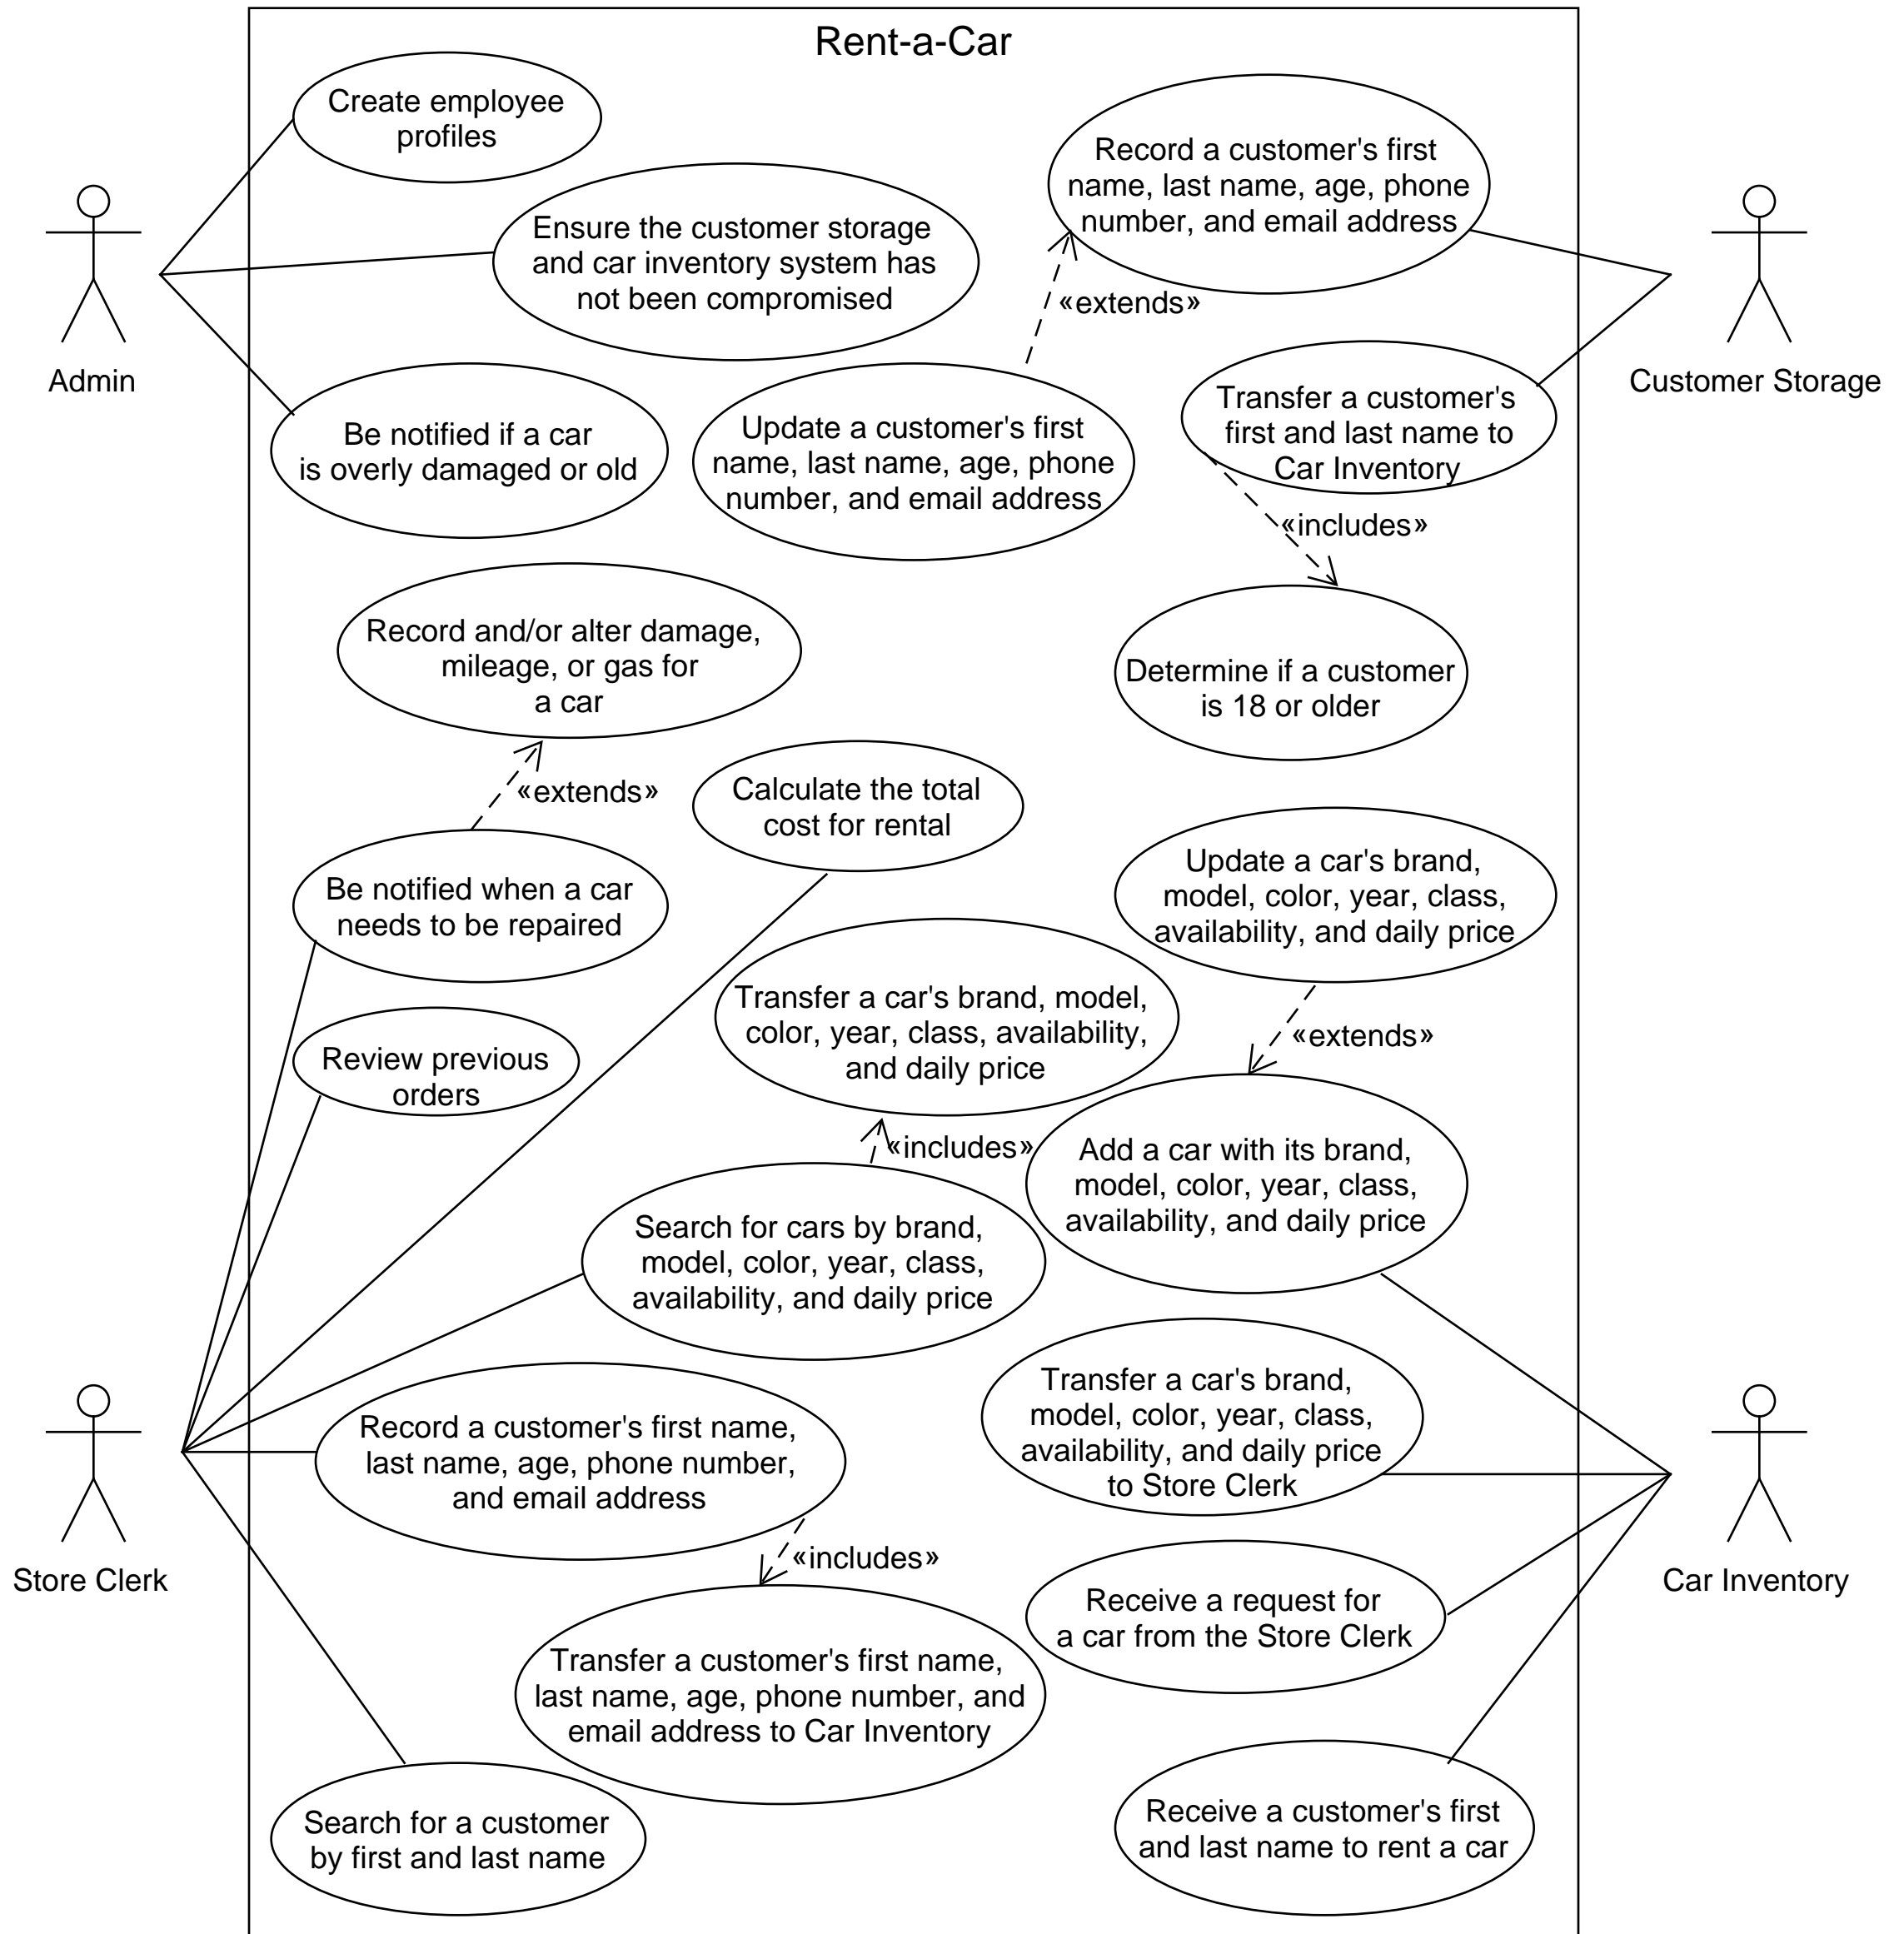 Rent-a-Car
Create employee
profiles
Record a customer's first
name, last name, age, phone
number, and email address
Ensure the customer storage
and car inventory system has
not been compromised
«extends»
Admin
Customer Storage
Be notified if a car
is overly damaged or old
Update a customer's first
name, last name, age, phone
number, and email address
Transfer a customer's
first and last name to
Car Inventory
«includes»
Record and/or alter damage,
mileage, or gas for
a car
Determine if a customer
is 18 or older
«extends»
Calculate the total
cost for rental
Be notified when a car
needs to be repaired
Update a car's brand,
model, color, year, class,
availability, and daily price
Transfer a car's brand, model,
color, year, class, availability,
and daily price
«extends»
Review previous
orders
«includes»
Add a car with its brand,
model, color, year, class,
availability, and daily price
Search for cars by brand,
model, color, year, class,
availability, and daily price
Transfer a car's brand,
model, color, year, class,
availability, and daily price
to Store Clerk
Record a customer's first name,
last name, age, phone number,
and email address
«includes»
Store Clerk
Car Inventory
Receive a request for
a car from the Store Clerk
Transfer a customer's first name,
last name, age, phone number, and
email address to Car Inventory
Search for a customer
by first and last name
Receive a customer's first
and last name to rent a car